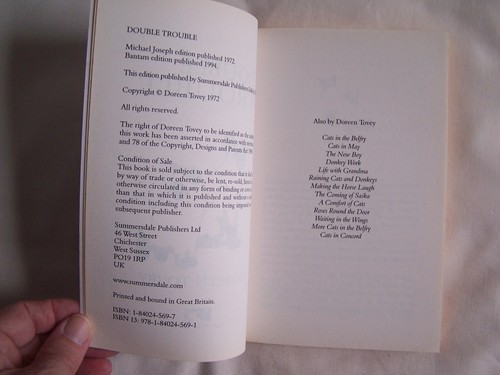 DOUBLE TROUBLE
Michael Joseph edition published 1972.
Bantam edition published 1994.
This edition published by Summersdale Publishers
Copyright © Doreen Tovey 1972
All rights reserved.
The right of Doreen Tovey to be identified as the
this work has been asserted in accordance with
and 78 of the Copyright, Designs and Patents Act
Condition of Sale
This book is sold subject to the condition that it
by way of trade or otherwise, be lent, re-sold,
otherwise circulated in any form of binding or
than that in which it is published and without
condition including this condition being imposed
subsequent publisher.
Summersdale Publishers Ltd
46 West Street
Chichester
West Sussex
PO19 1RP
UK
www.summersdale.com
Printed and bound in Great Britain.
ISBN: 1-84024-569-7
ISBN 13: 978-1-84024-569-1
Also by Doreen Tovey
Cats in the Belfry
Cats in May
The New Boy
Donkey Work
Life with Grandma
Raining Cats and Donkeys
Making the Horse Laugh
The Coming of Saska
A Comfort of Cats
Roses Round the Door
Waiting in the Wings
More Cats in the Belfry
Cats in Concord